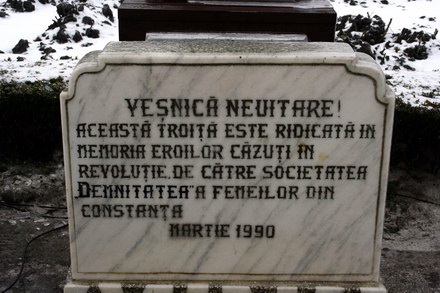 VEȘNICĂ NEUITARE!
ACEASTĂ TROIȚĂ ESTE RIDICATĂ IN
MEMORIA EROILOR CĂZUȚI IN
REVOLUȚIE, DE CĂTRE SOCIETATEA
„DEMNITATEA" A FEMEILOR DIN
CONSTANȚA
MARTIE 1990